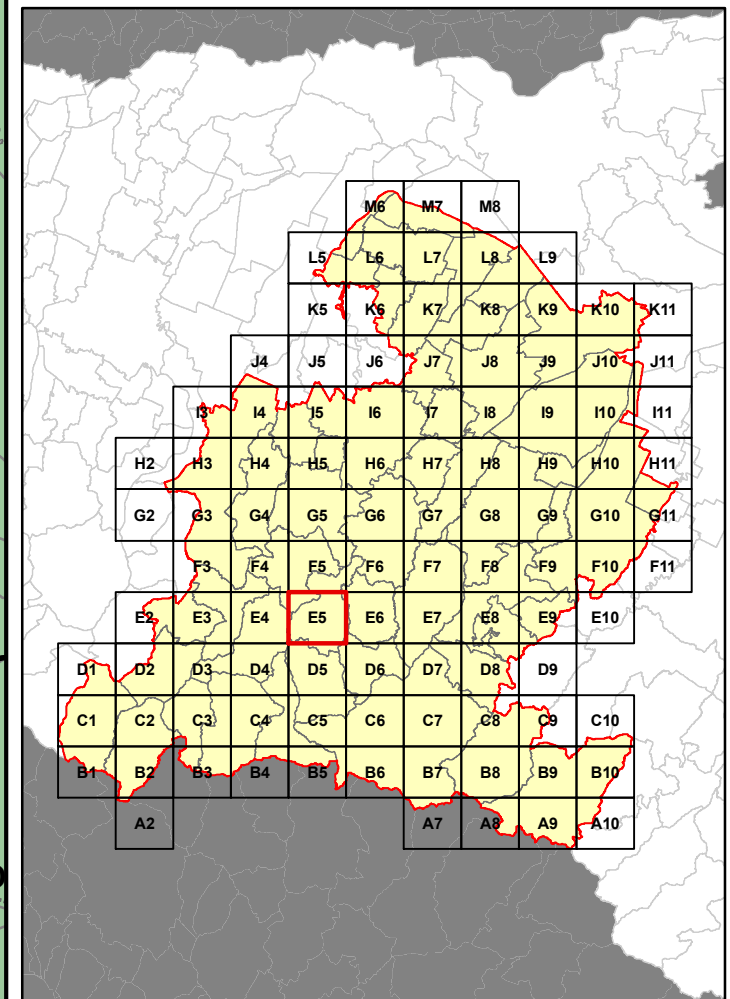 M6 M7 M8
L5 L6 L7 L8 L9
K5 K6 K7 K8 K9 K10 K11
J4 J5 J6 J7 J8 J9 J10 J11
I3 I4 I5 I6 I7 I8 I9 I10 I11
H2 H3 H4 H5 H6 H7 H8 H9 H10 H11
G2 G3 G4 G5 G6 G7 G8 G9 G10 G11
F3 F4 F5 F6 F7 F8 F9 F10 F11
E2 E3 E4 E5 E6 E7 E8 E9 E10
D1 D2 D3 D4 D5 D6 D7 D8 D9
C1 C2 C3 C4 C5 C6 C7 C8 C9 C10
B1 B2 B3 B4 B5 B6 B7 B8 B9 B10
A2 A7 A8 A9 A10